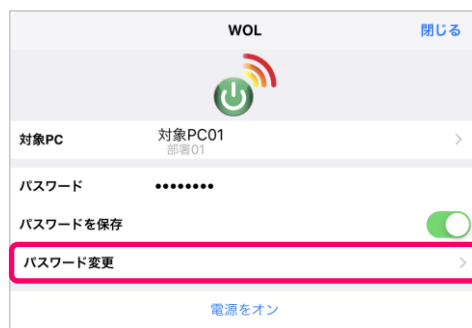 WOL 閉じる
対象PC 対象PC01
部署01
パスワード ••••••••
パスワードを保存
パスワード変更
電源をオン